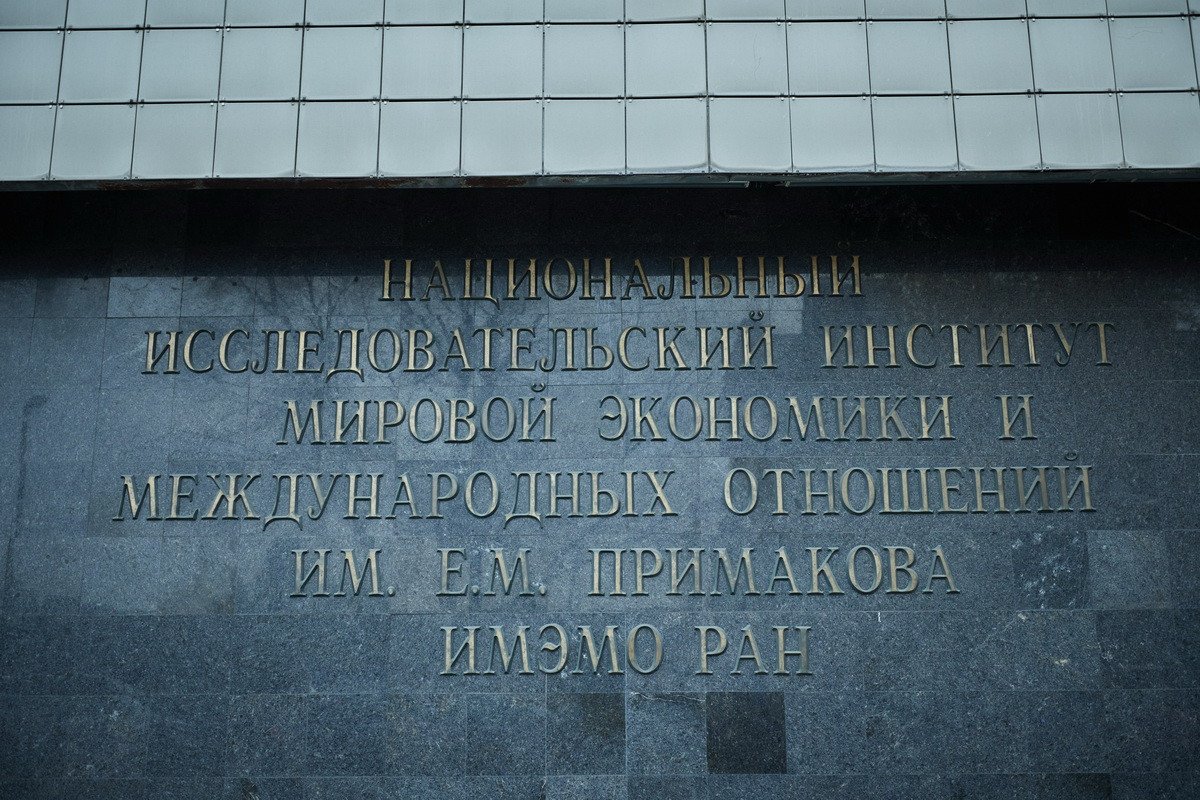 НАЦИОНАЛЬНЫЙ
ИССЛЕДОВАТЕЛЬСКИЙ ИНСТИТУТ
МИРОВОЙ ЭКОНОМИКИ И
МЕЖДУНАРОДНЫХ ОТНОШЕНИЙ
ИМ. Е.М. ПРИМАКОВА
ИМЭМО РАН